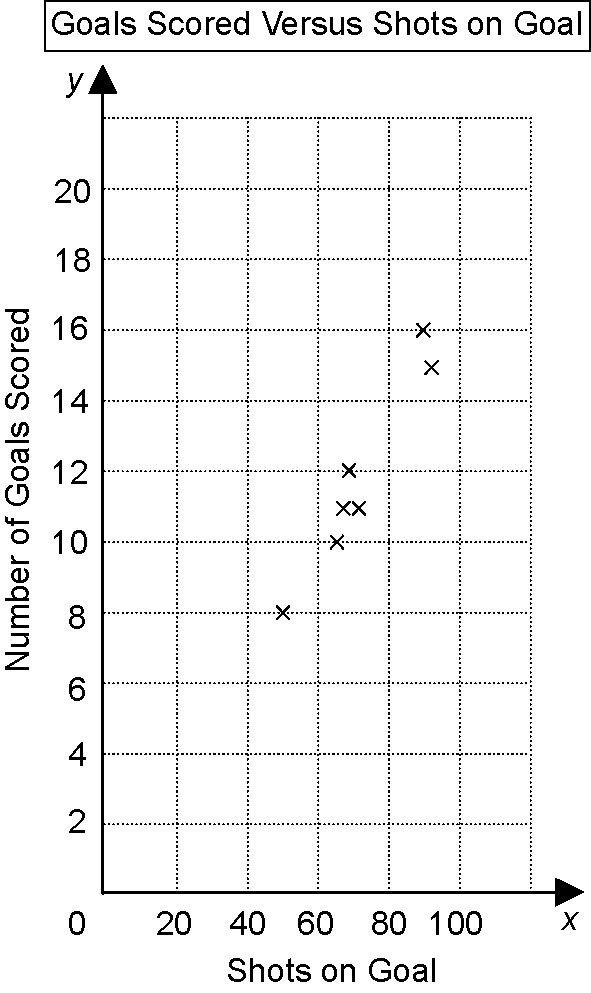 Goals Scored Versus Shots on Goal
y
20
18
16
14
12
10
8
6
4
2
Number of Goals Scored
0 20 40 60 80 100 x
Shots on Goal